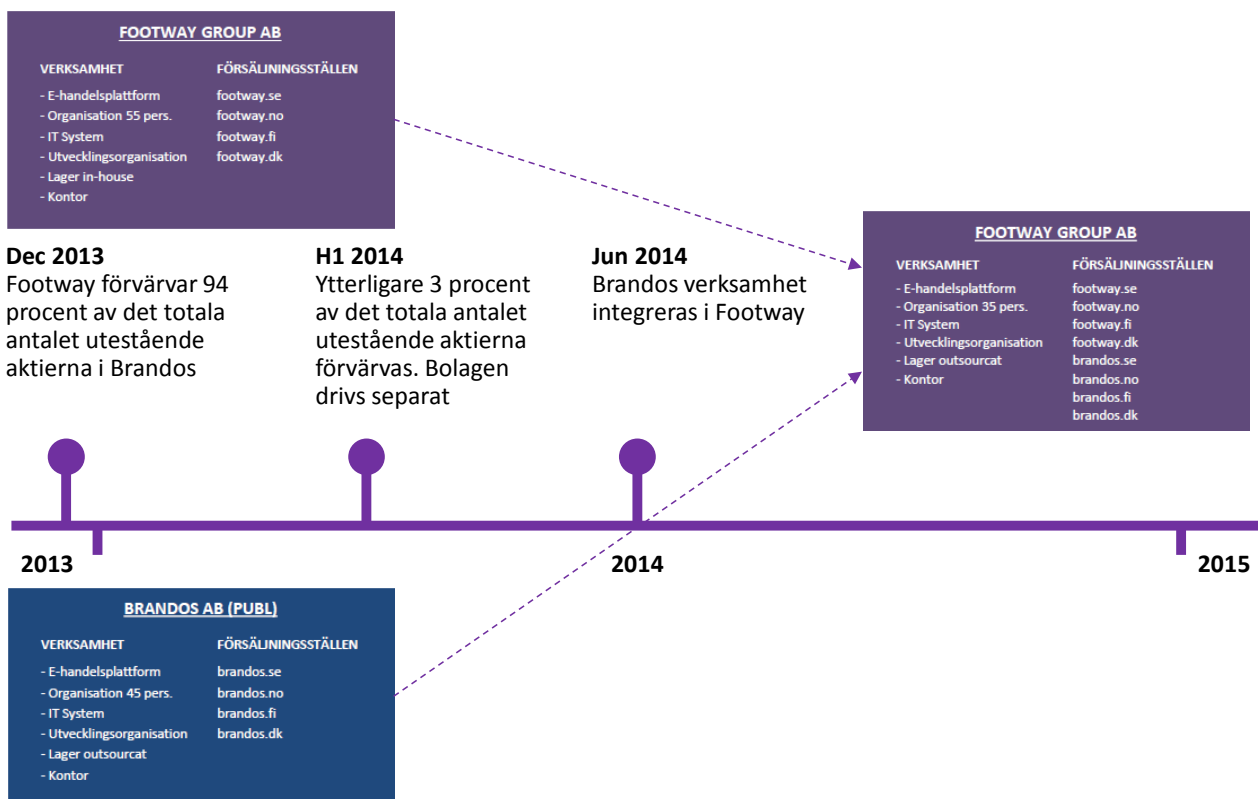 FOOTWAY GROUP AB
VERKSAMHET
- E-handelsplattform
- Organisation 55 pers.
- IT System
- Utvecklingsorganisation
- Lager in-house
- Kontor
FÖRSÄLJNINGSSTÄLLEN
footway.se
footway.no
footway.fi
footway.dk
Dec 2013
Footway förvärvar 94
procent av det totala
antalet utestående
aktierna i Brandos
H1 2014
Ytterligare 3 procent
av det totala antalet
utestående aktierna
förvärvas. Bolagen
drivs separat
Jun 2014
Brandos verksamhet
integreras i Footway
FOOTWAY GROUP AB
VERKSAMHET
- E-handelsplattform
- Organisation 35 pers.
- IT System
- Utvecklingsorganisation
- Lager outsourcat
- Kontor
FÖRSÄLJNINGSSTÄLLEN
footway.se
footway.no
footway.fi
footway.dk
brandos.se
brandos.no
brandos.fi
brandos.dk
2013
2014
2015
BRANDOS AB (PUBL)
VERKSAMHET
- E-handelsplattform
- Organisation 45 pers.
- IT System
- Utvecklingsorganisation
- Lager outsourcat
- Kontor
FÖRSÄLJNINGSSTÄLLEN
brandos.se
brandos.no
brandos.fi
brandos.dk